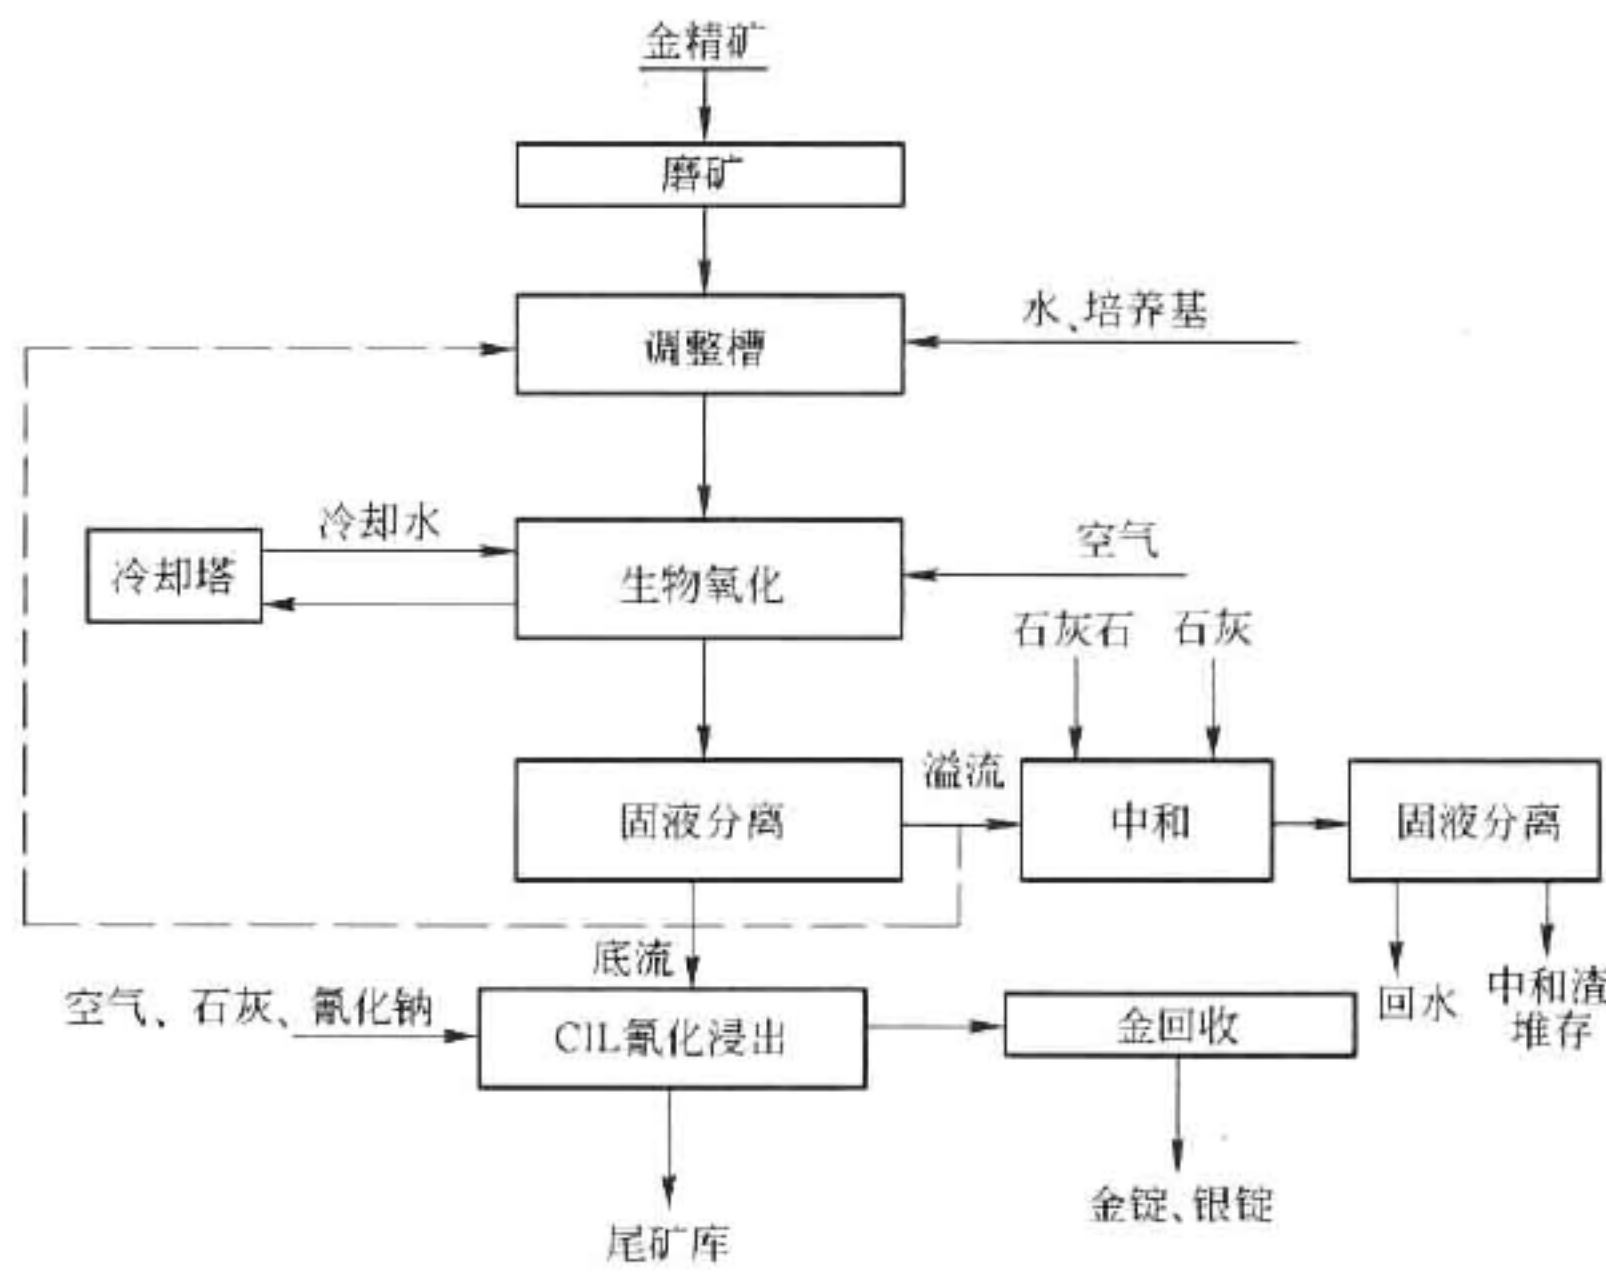 金精矿
磨矿
水、培养基
调整槽
冷却水
空气
冷却塔
生物氧化
石灰石
石灰
溢流
固液分离
中和
固液分离
底流
空气、石灰、氰化钠
CIL氰化浸出
金回收
回水
中和渣
堆存
金锭、银锭
尾矿库